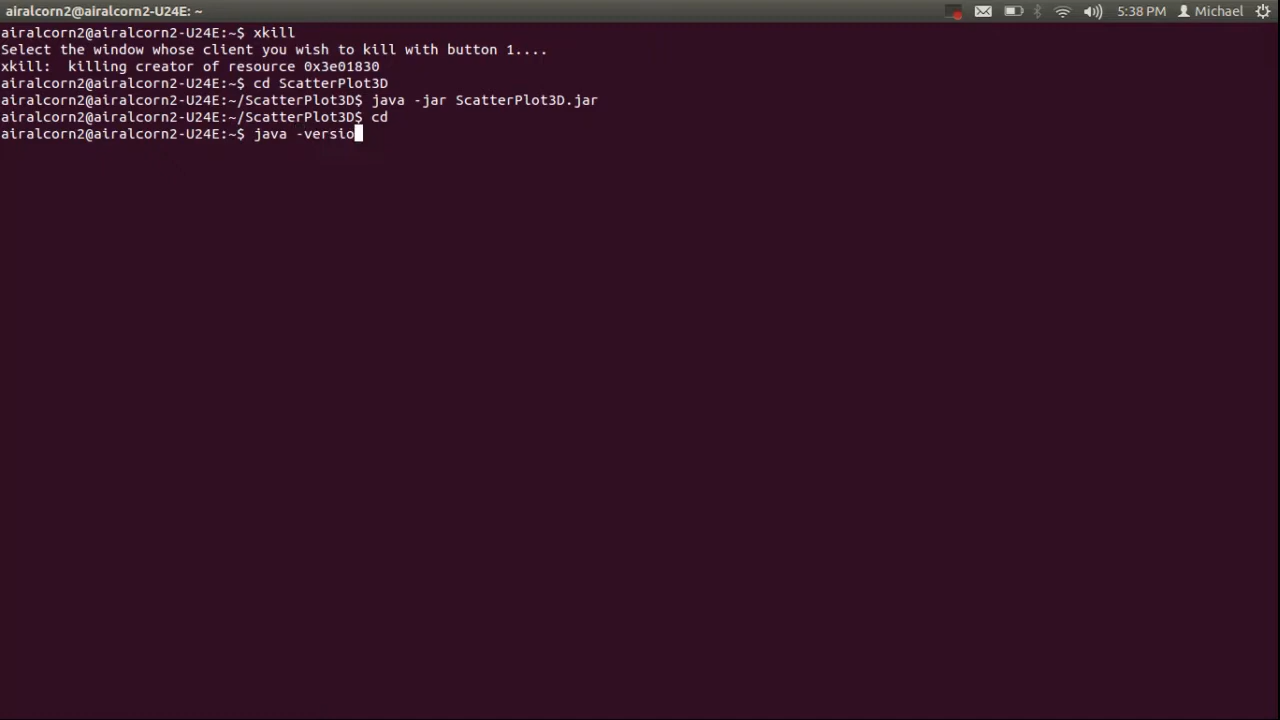 airalcorn2@airalcorn2-U24E: ~
5:38 PM
Michael
airalcorn2@airalcorn2-U24E:~$ xkill
Select the window whose client you wish to kill with button 1....
xkill:  killing creator of resource 0x3e01830
airalcorn2@airalcorn2-U24E:~$ cd ScatterPlot3D
airalcorn2@airalcorn2-U24E:~/ScatterPlot3D$ java -jar ScatterPlot3D.jar
airalcorn2@airalcorn2-U24E:~/ScatterPlot3D$ cd
airalcorn2@airalcorn2-U24E:~$ java -versio